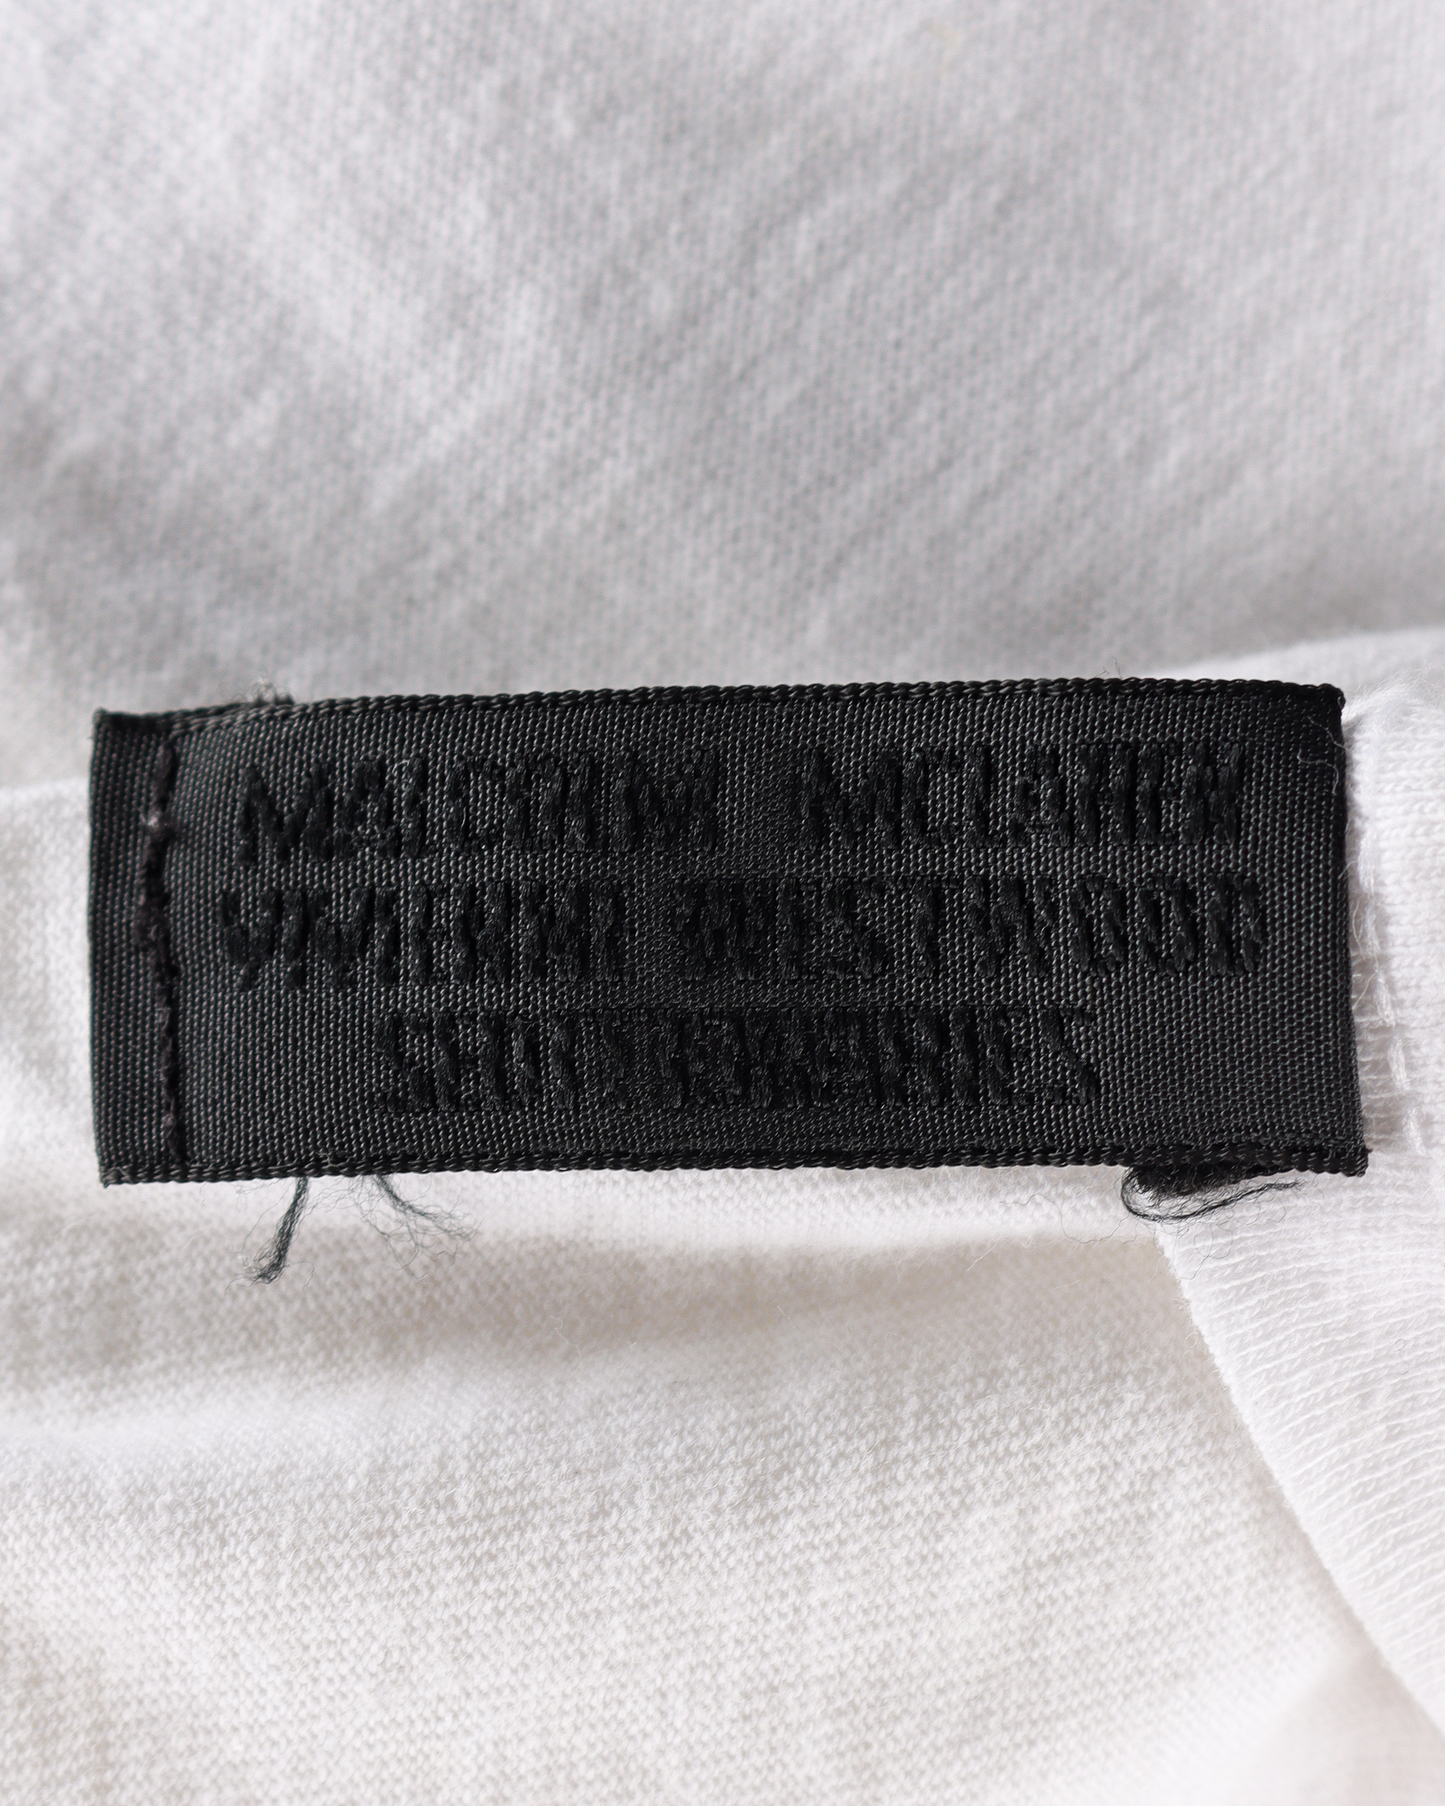 MALCOLM MCLAREN
VIVIENNE WESTWOOD
SEDITIONARIES